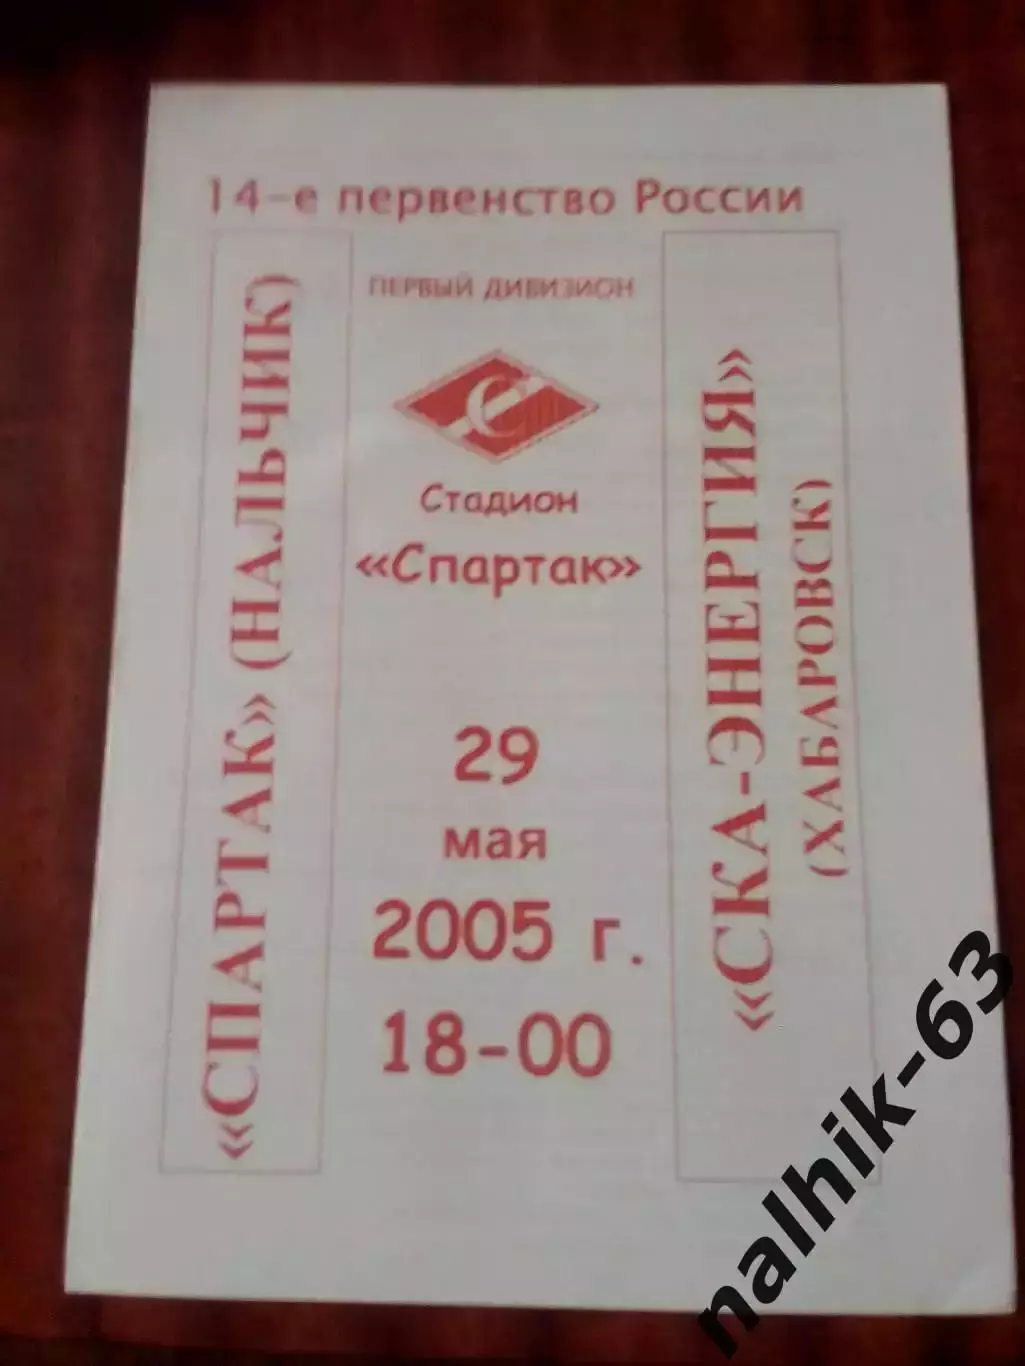 14-е первенство России
«СПАРТАК» (НАЛЬЧИК)
ПЕРВЫЙ ДИВИЗИОН
Стадион
«Спартак»
29
мая
2005 г.
18-00
«СКА-ЭНЕРГИЯ»
(ХАБАРОВСК)
nalhik-63